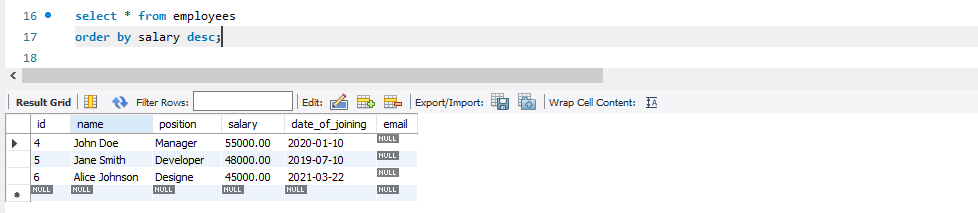 16 select * from employees
17 order by salary desc;
18
Result Grid Filter Rows: Edit: Export/Import: Wrap Cell Content: IA
id name position salary date_of_joining email
4 John Doe Manager 55000.00 2020-01-10 NULL
5 Jane Smith Developer 48000.00 2019-07-10 NULL
6 Alice Johnson Designe 45000.00 2021-03-22 NULL
NULL NULL NULL NULL NULL NULL